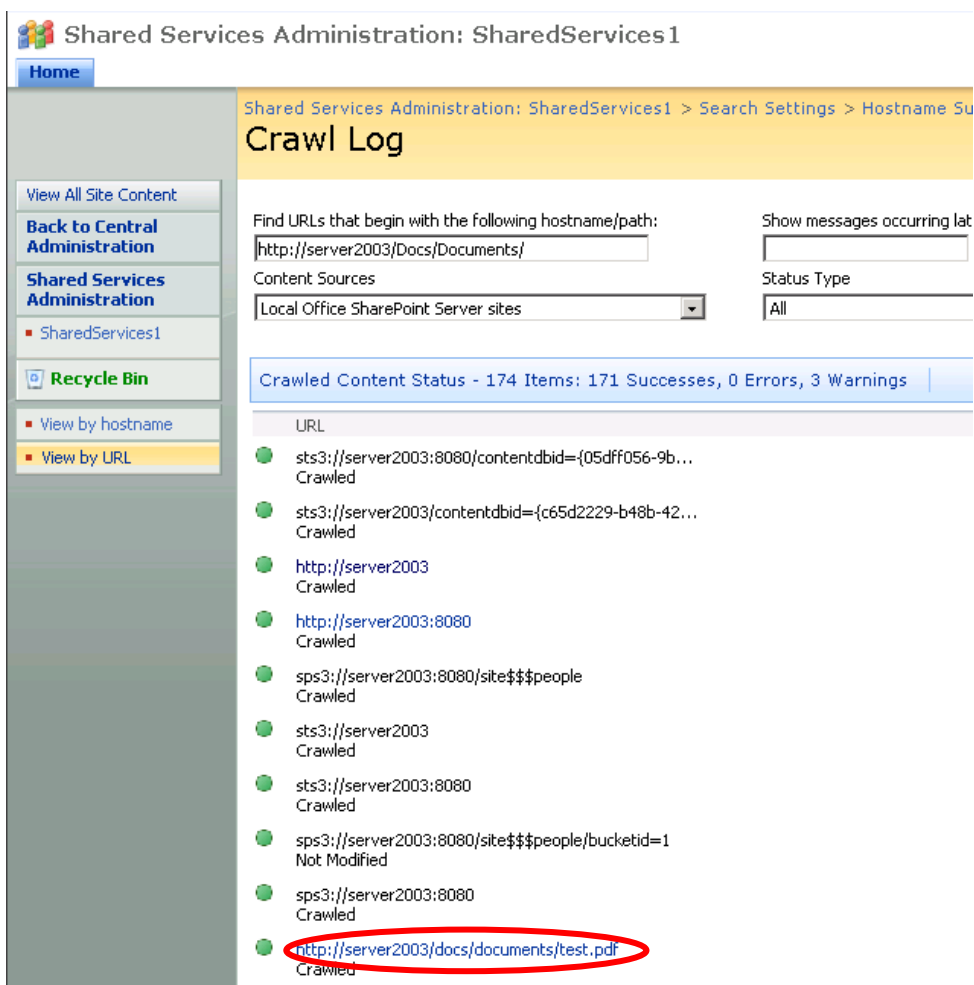 Shared Services Administration: SharedServices1
Home
Shared Services Administration: SharedServices1 > Search Settings > Hostname Su
Crawl Log
View All Site Content
Back to Central
Administration
Shared Services
Administration
SharedServices1
Recycle Bin
View by hostname
View by URL
Find URLs that begin with the following hostname/path:
http://server2003/Docs/Documents/
Show messages occurring lat
Content Sources
Local Office SharePoint Server sites
Status Type
All
Crawled Content Status - 174 Items: 171 Successes, 0 Errors, 3 Warnings
URL
sts3://server2003:8080/contentdbid={05dff056-9b...
Crawled
sts3://server2003/contentdbid={c65d2229-b48b-42...
Crawled
http://server2003
Crawled
http://server2003:8080
Crawled
sps3://server2003:8080/site$$$people
Crawled
sts3://server2003
Crawled
sts3://server2003:8080
Crawled
sps3://server2003:8080/site$$$people/bucketid=1
Not Modified
sps3://server2003:8080
Crawled
http://server2003/docs/documents/test.pdf
Crawled